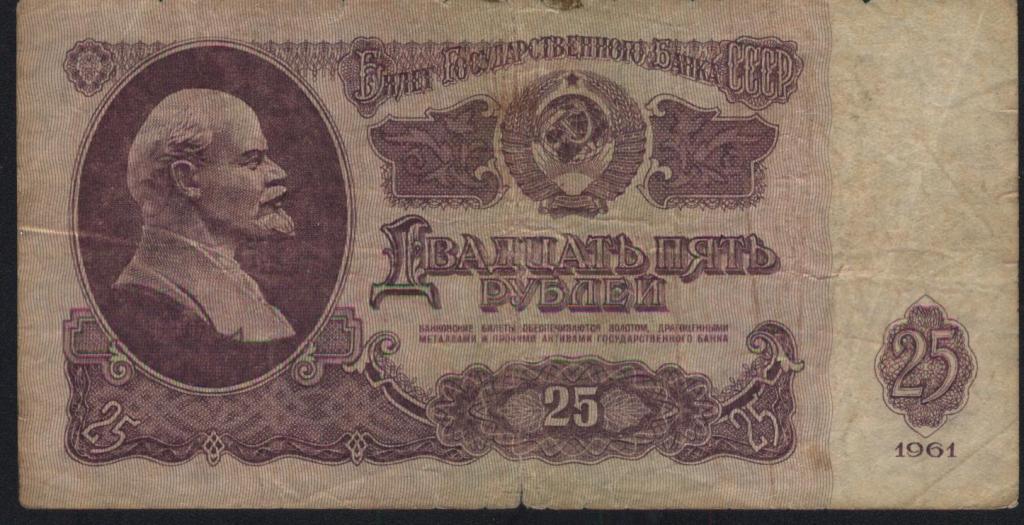 Билет Государственного Банка СССР
Двадцать пять
рублей
Банковские билеты обеспечиваются золотом, драгоценными
металлами и прочими активами государственного банка
25
25
25
25
1961